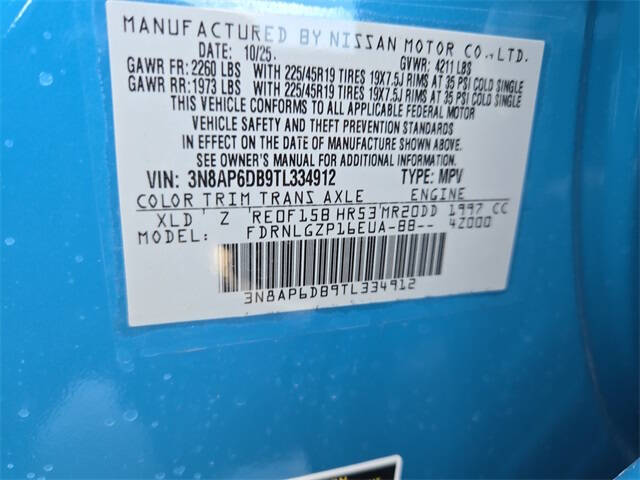 MANUFACTURED BY NISSAN MOTOR CO.,LTD.
DATE: 10/25. GVWR: 4211 LBS
GAWR FR: 2260 LBS WITH 225/45R19 TIRES 19X7.5J RIMS AT 35 PSI COLD SINGLE
GAWR RR: 1973 LBS WITH 225/45R19 TIRES 19X7.5J RIMS AT 35 PSI COLD SINGLE
THIS VEHICLE CONFORMS TO ALL APPLICABLE FEDERAL MOTOR
VEHICLE SAFETY AND THEFT PREVENTION STANDARDS
IN EFFECT ON THE DATE OF MANUFACTURE SHOWN ABOVE.
SEE OWNER'S MANUAL FOR ADDITIONAL INFORMATION.
VIN: 3N8AP6DB9TL334912 TYPE: MPV
COLOR TRIM TRANS AXLE ENGINE
XLD Z RE0F15B HR53 MR20DD 1997 CC
MODEL: FDRNLGZP16EUA-BB-- 4Z000
3N8AP6DB9TL334912